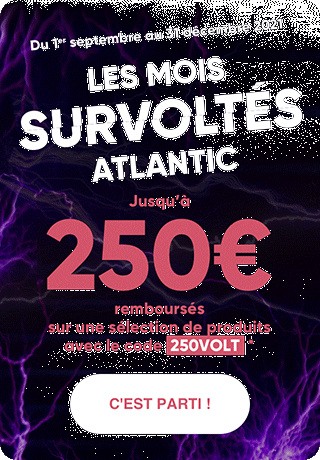 Du 1er septembre au 31 décembre 2021
LES MOIS
SURVOLTÉS
ATLANTIC
Jusqu'à
250€
remboursés
sur une sélection de produits
avec le code 250VOLT *
C'EST PARTI !